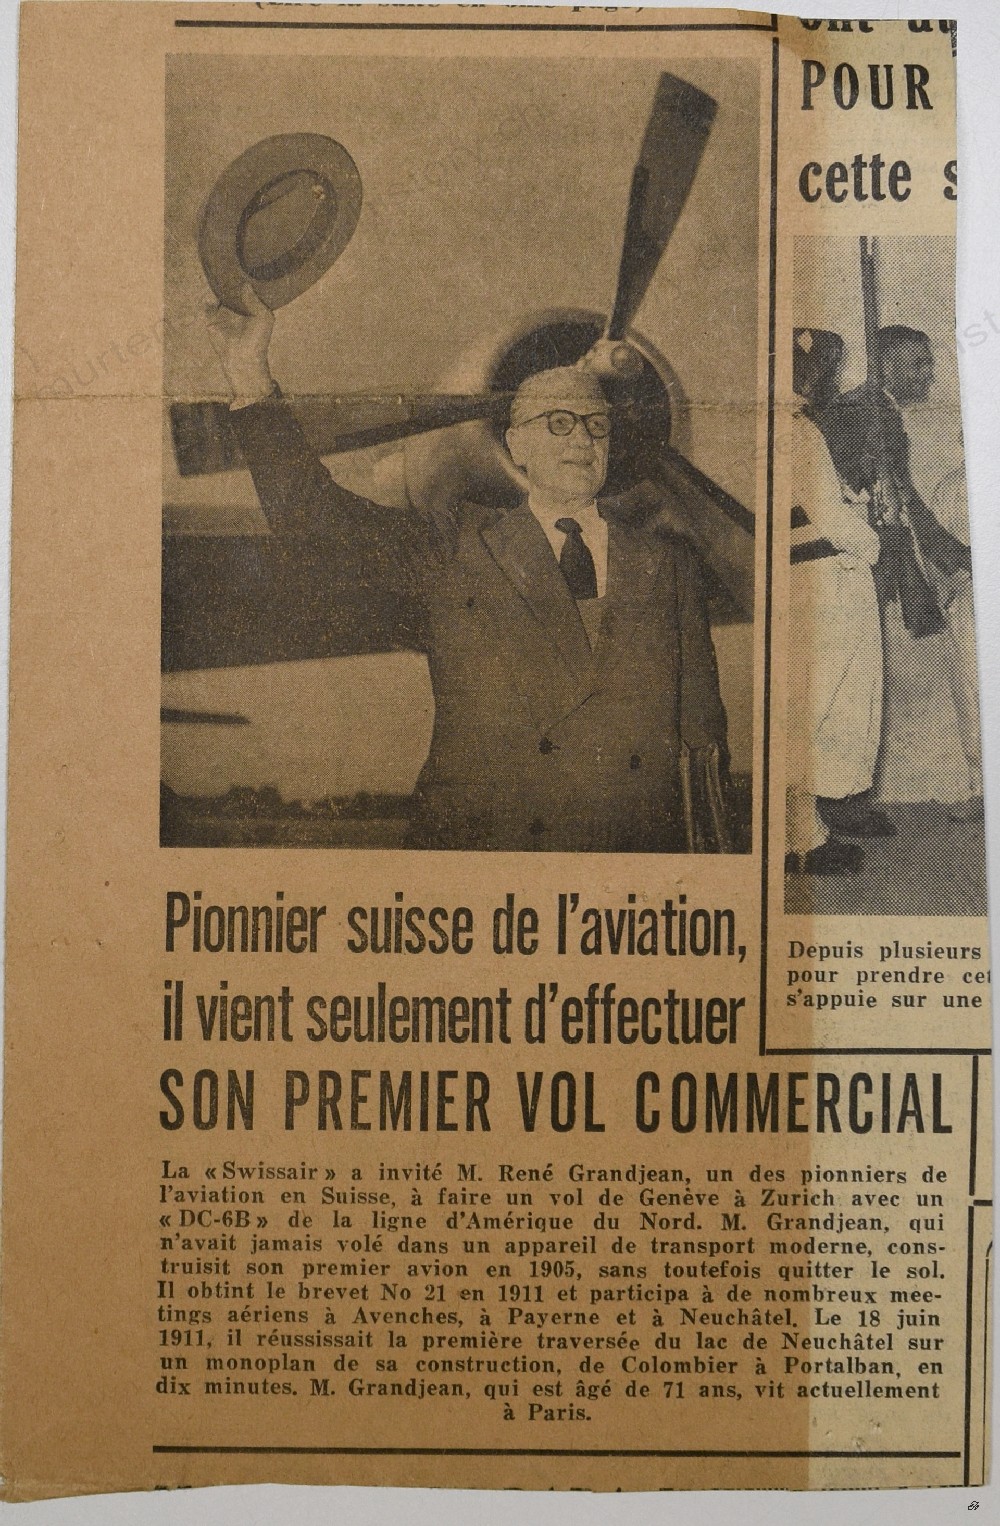 (Lire la suite en 5me page)
Pionnier suisse de l'aviation,
il vient seulement d'effectuer
SON PREMIER VOL COMMERCIAL
La « Swissair » a invité M. René Grandjean, un des pionniers de
l'aviation en Suisse, à faire un vol de Genève à Zurich avec un
« DC-6B » de la ligne d'Amérique du Nord. M. Grandjean, qui
n'avait jamais volé dans un appareil de transport moderne, cons-
truisit son premier avion en 1905, sans toutefois quitter le sol.
Il obtint le brevet No 21 en 1911 et participa à de nombreux mee-
tings aériens à Avenches, à Payerne et à Neuchâtel. Le 18 juin
1911, il réussissait la première traversée du lac de Neuchâtel sur
un monoplan de sa construction, de Colombier à Portalban, en
dix minutes. M. Grandjean, qui est âgé de 71 ans, vit actuellement
à Paris.
POUR
cette s
Depuis plusieurs
pour prendre cet
s'appuie sur une